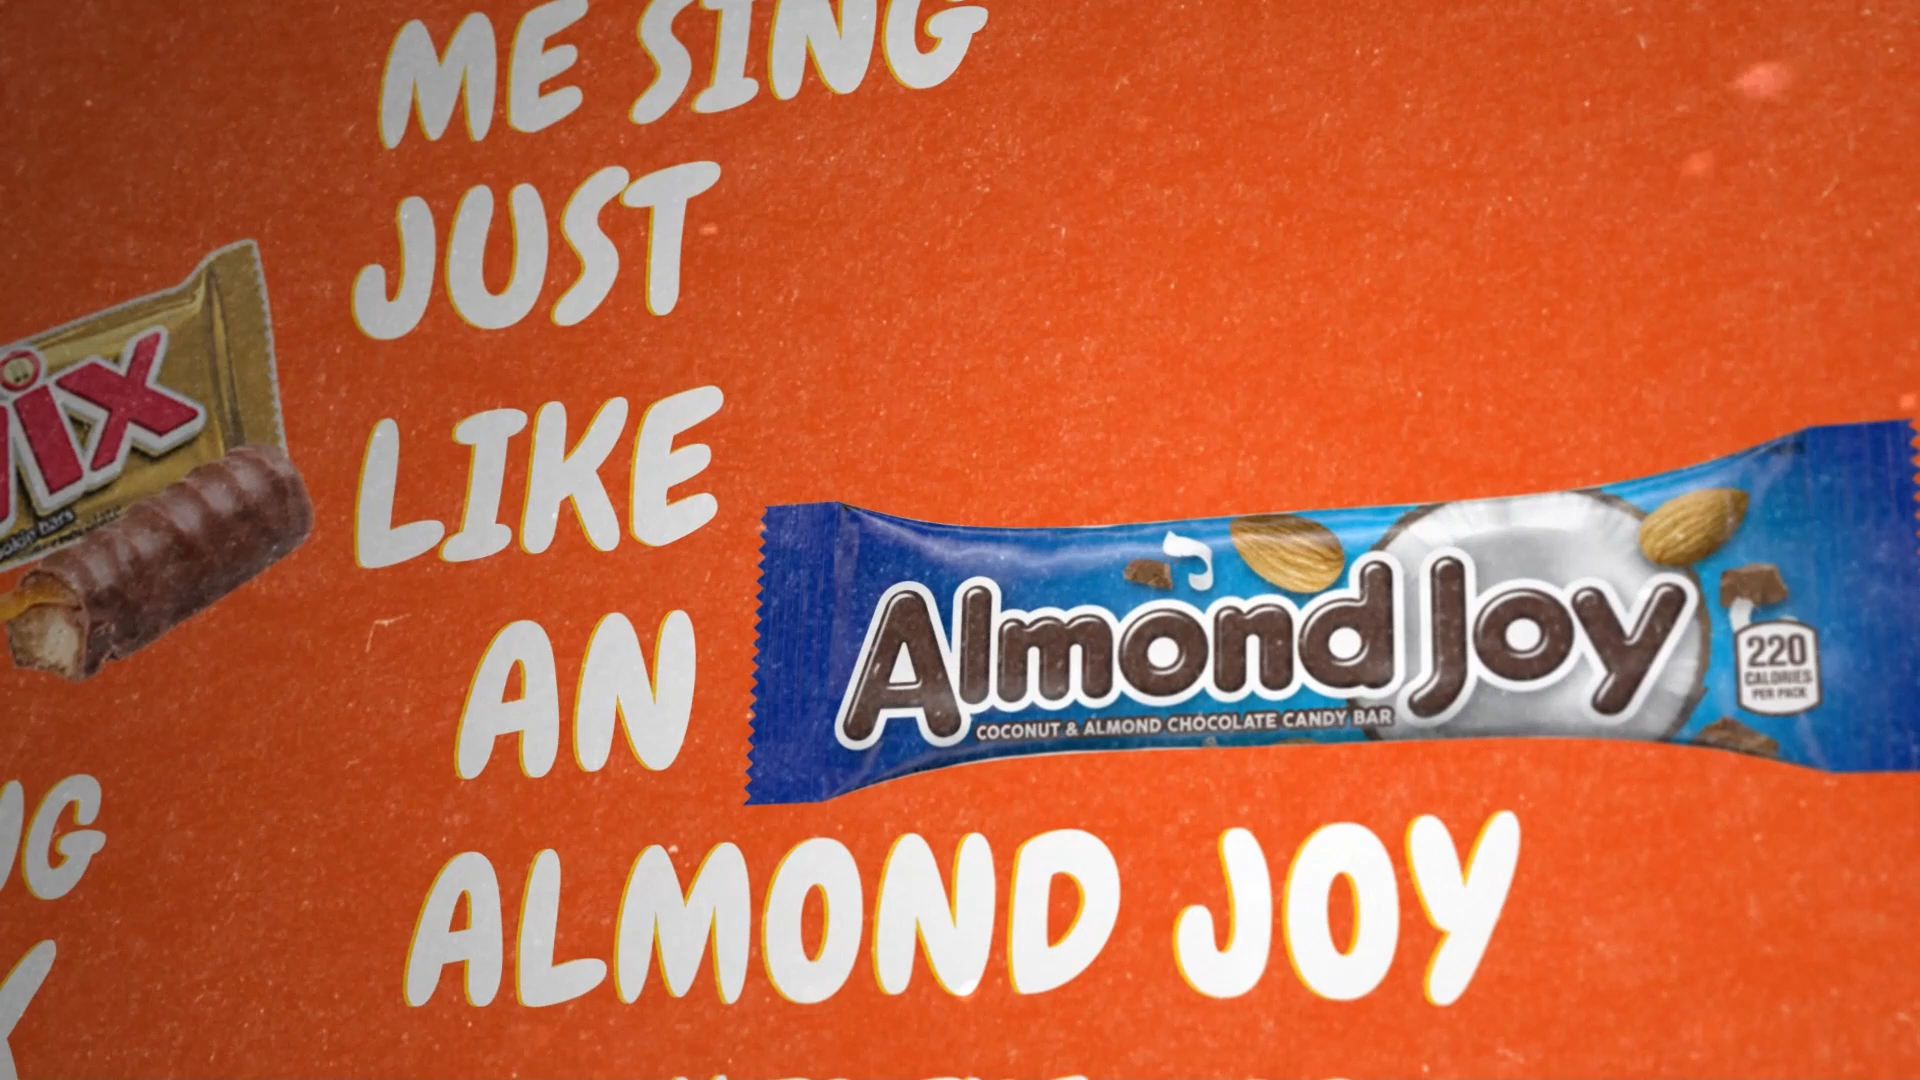 ME SING
JUST
LIKE
AN
Almond Joy
COCONUT & ALMOND CHOCOLATE CANDY BAR
220
CALORIES
PER PACK
ALMOND JOY